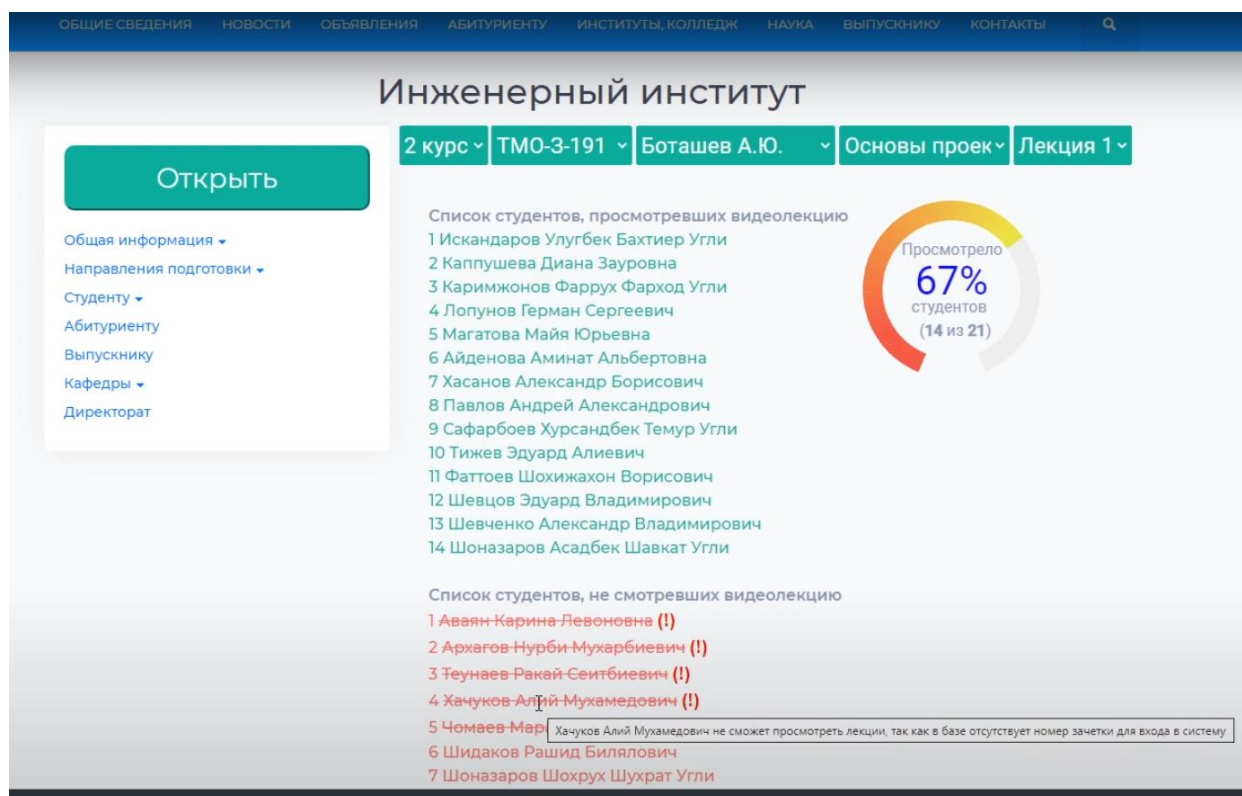 ОБЩИЕ СВЕДЕНИЯ НОВОСТИ ОБЪЯВЛЕНИЯ АБИТУРИЕНТУ ИНСТИТУТЫ, КОЛЛЕДЖ НАУКА ВЫПУСКНИКУ КОНТАКТЫ
Инженерный институт
2 курс ТМО-З-191 Боташев А.Ю. Основы проек Лекция 1
Открыть
Общая информация
Направления подготовки
Студенту
Абитуриенту
Выпускнику
Кафедры
Директорат
Список студентов, просмотревших видеолекцию
1 Искандаров Улугбек Бахтиер Угли
2 Каппушева Диана Зауровна
3 Каримжонов Фаррух Фарход Угли
4 Лопунов Герман Сергеевич
5 Магатова Майя Юрьевна
6 Айденова Аминат Альбертовна
7 Хасанов Александр Борисович
8 Павлов Андрей Александрович
9 Сафарбоев Хурсандбек Темур Угли
10 Тижев Эдуард Алиевич
11 Фаттоев Шохижахон Ворисович
12 Шевцов Эдуард Владимирович
13 Шевченко Александр Владимирович
14 Шоназаров Асадбек Шавкат Угли
Просмотрело
67%
студентов
(14 из 21)
Список студентов, не смотревших видеолекцию
1 Аваян Карина Левоновна (!)
2 Архагов Нурби Мухарбиевич (!)
3 Теунаев Ракай Сеитбиевич (!)
4 Хачуков Алий Мухамедович (!)
5 Чомаев
Хачуков Алий Мухамедович не сможет просмотреть лекции, так как в базе отсутствует номер зачетки для входа в систему
6 Шидаков Рашид Билялович
7 Шоназаров Шохрух Шухрат Угли